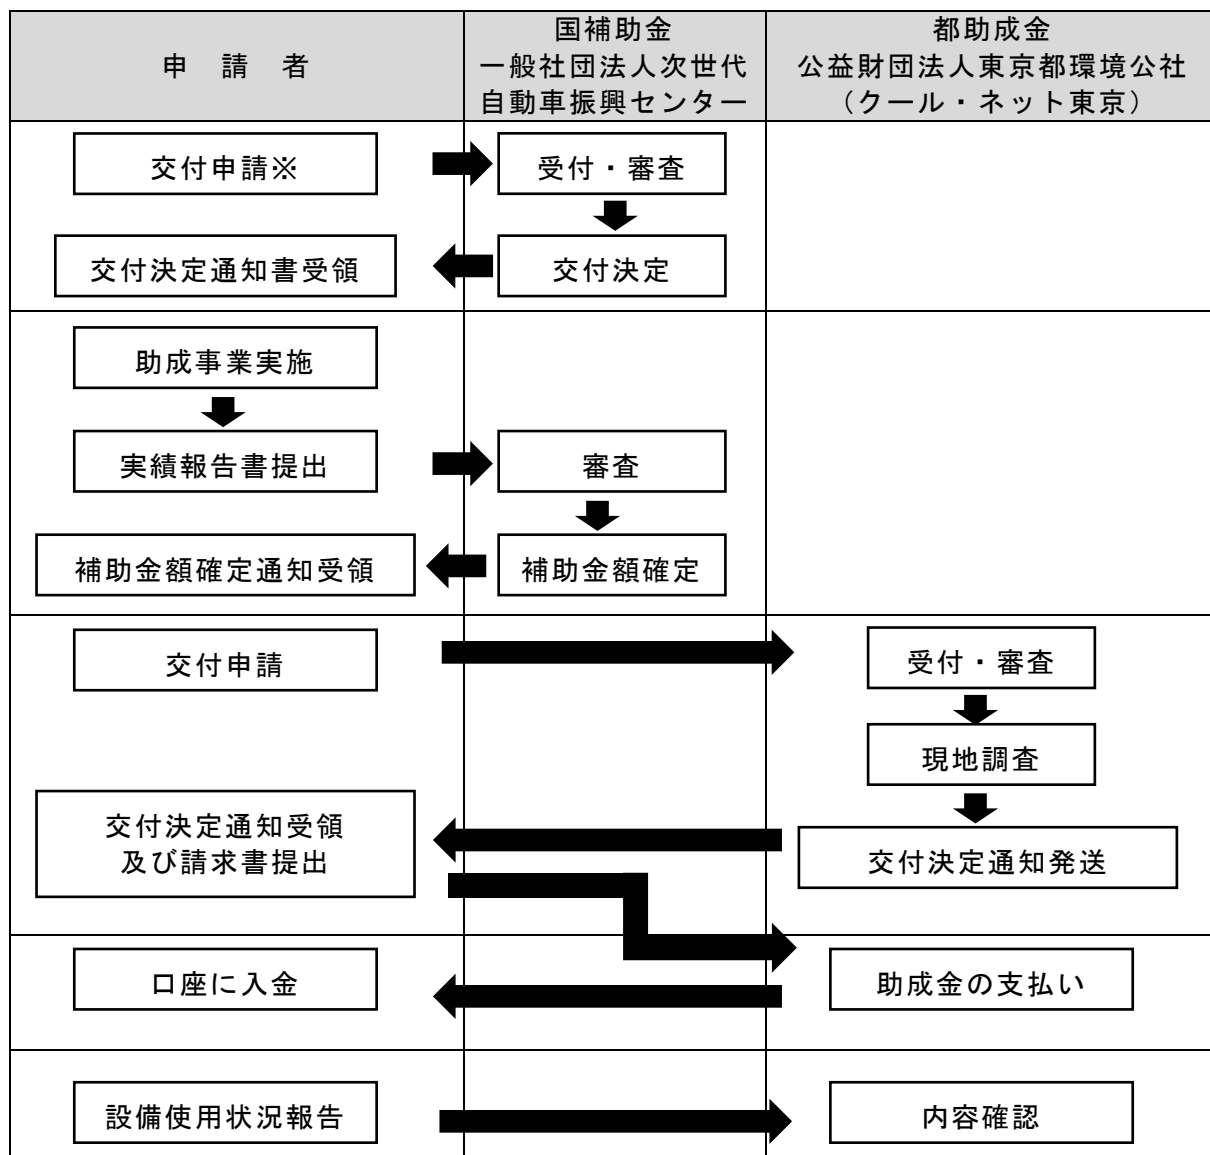 申　請　者
国補助金
一般社団法人次世代
自動車振興センター
都助成金
公益財団法人東京都環境公社
（クール・ネット東京）
交付申請※
受付・審査
交付決定通知書受領
交付決定
助成事業実施
実績報告書提出
審査
補助金額確定通知受領
補助金額確定
交付申請
受付・審査
現地調査
交付決定通知受領
及び請求書提出
交付決定通知発送
口座に入金
助成金の支払い
設備使用状況報告
内容確認